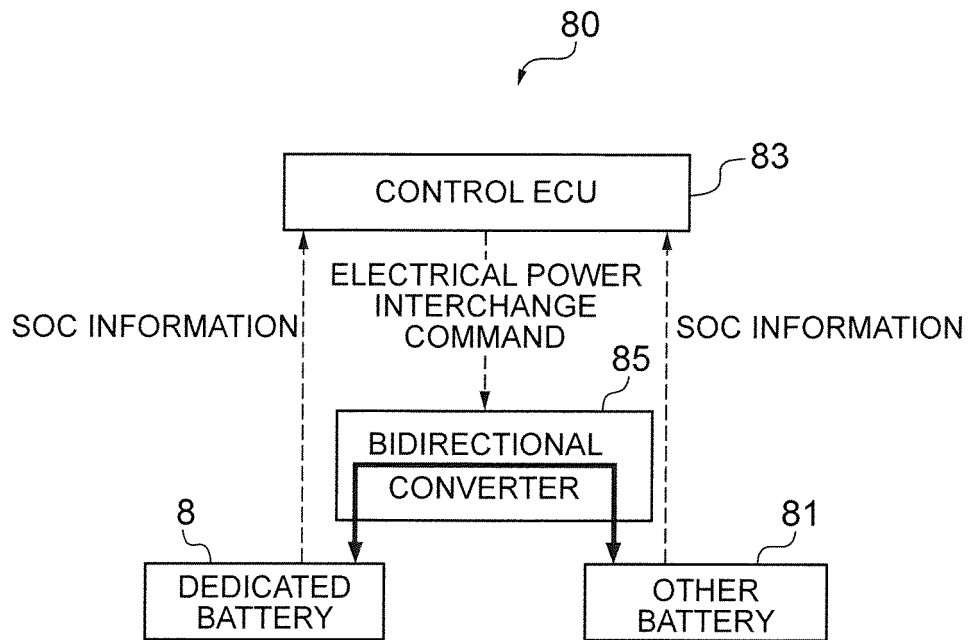 80
CONTROL ECU
83
ELECTRICAL POWER
INTERCHANGE
COMMAND
SOC INFORMATION
SOC INFORMATION
85
BIDIRECTIONAL
CONVERTER
8
DEDICATED
BATTERY
81
OTHER
BATTERY